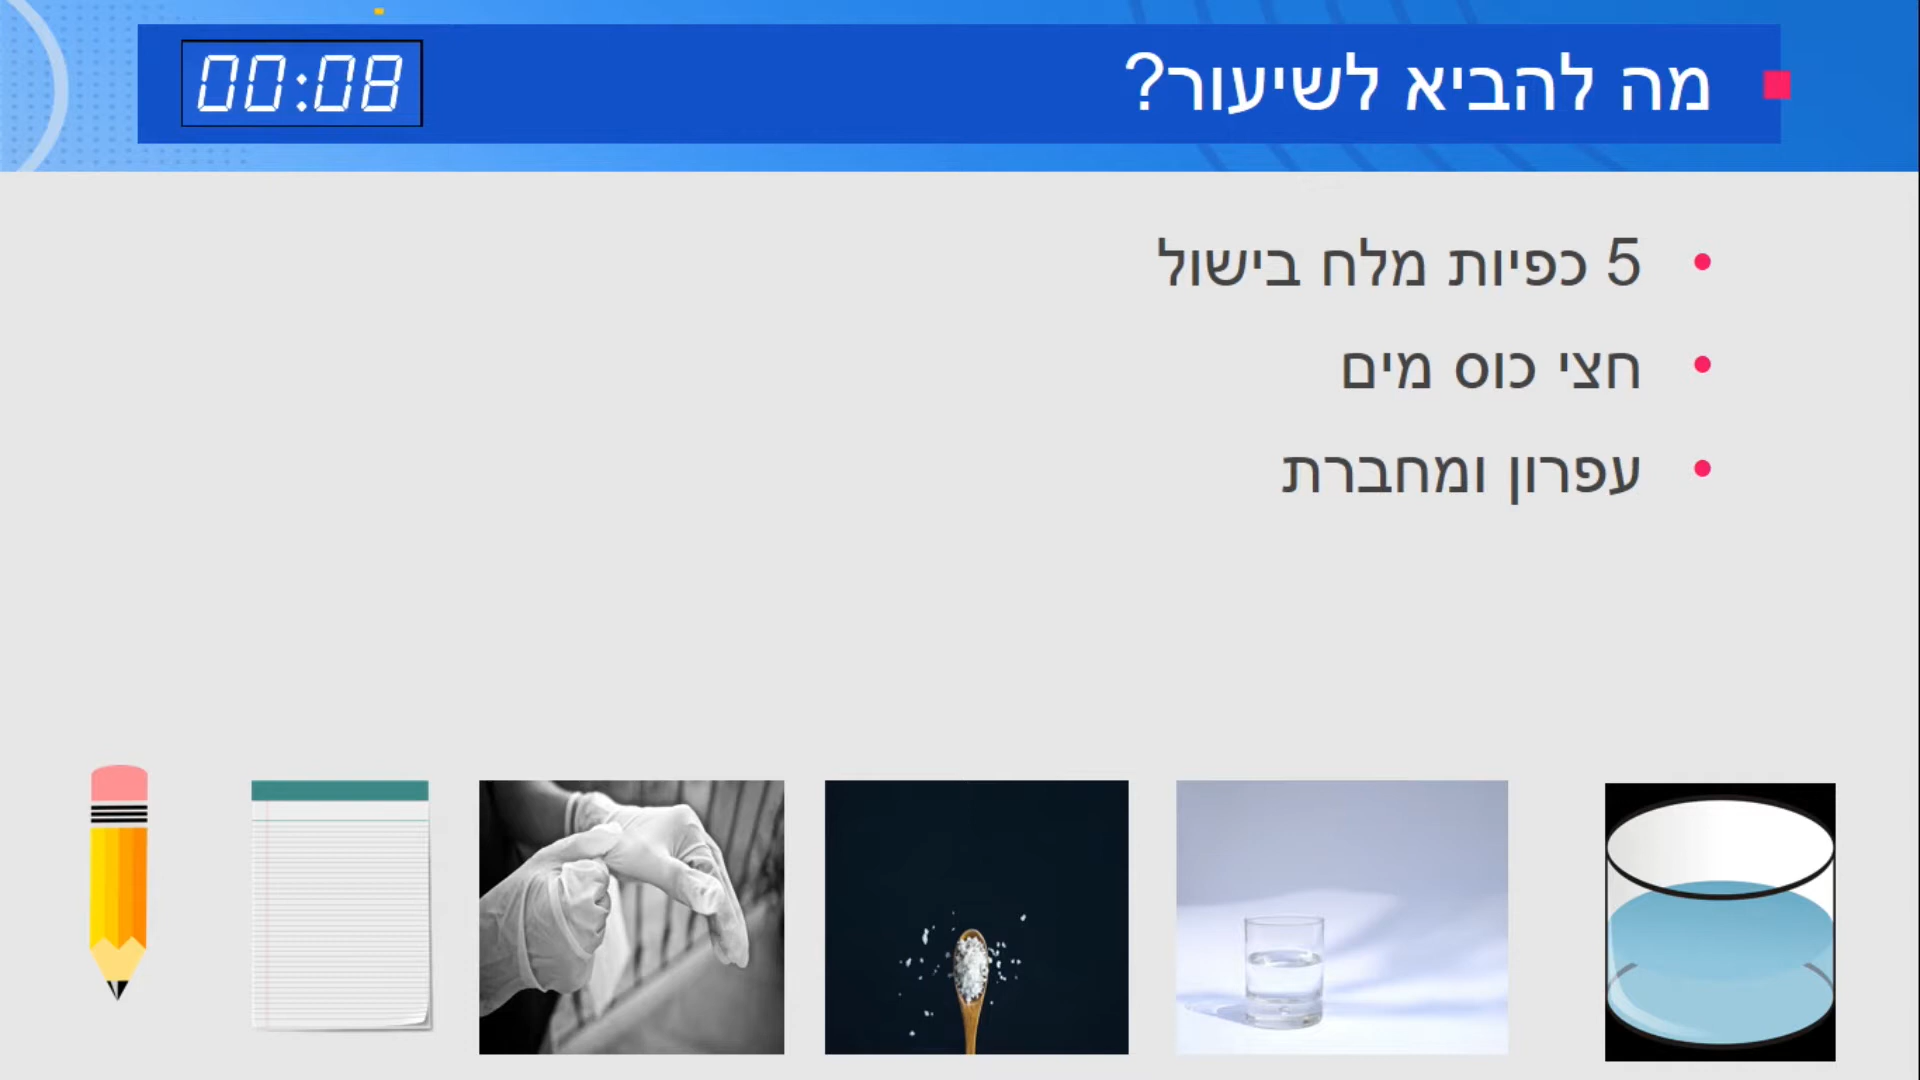 מה להביא לשיעור?
00:08
5 כפיות מלח בישול
חצי כוס מים
עפרון ומחברת